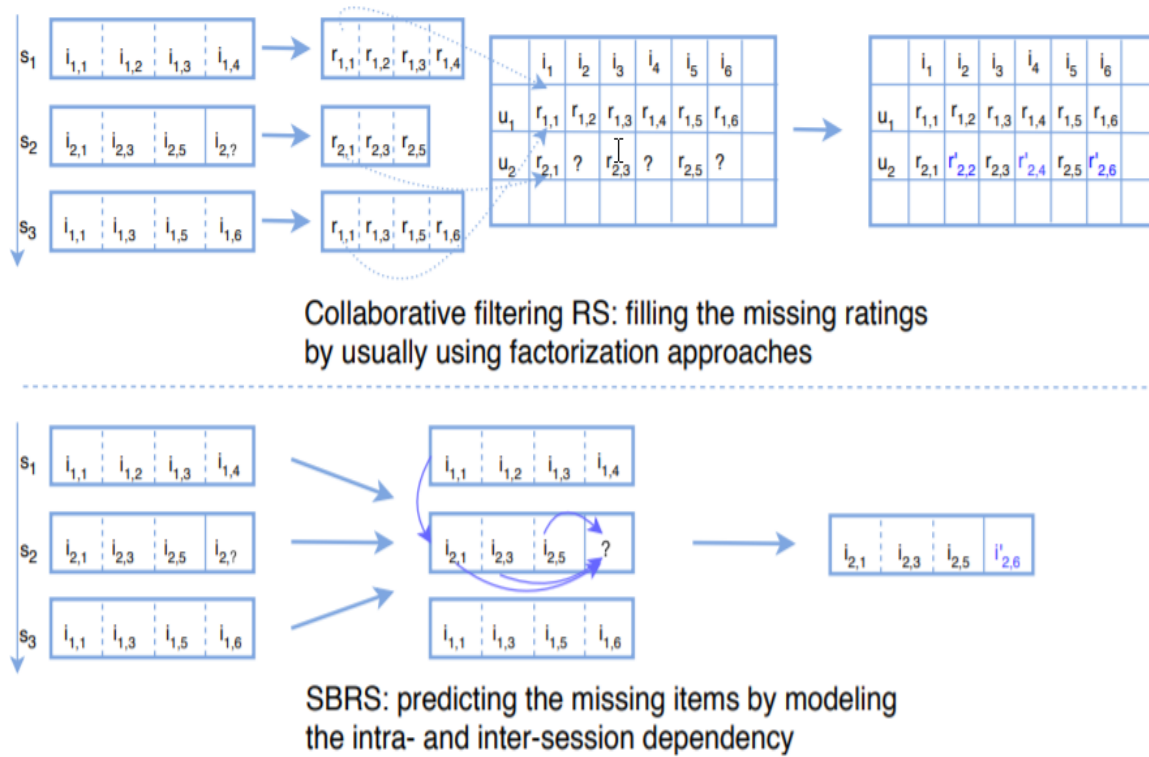 s1 i1,1 i1,2 i1,3 i1,4 r1,1 r1,2 r1,3 r1,4
i1 i2 i3 i4 i5 i6 i1 i2 i3 i4 i5 i6
u1 r1,1 r1,2 r1,3 r1,4 r1,5 r1,6 u1 r1,1 r1,2 r1,3 r1,4 r1,5 r1,6
s2 i2,1 i2,3 i2,5 i2,? r2,1 r2,3 r2,5
u2 r2,1 ? r2,3 ? r2,5 ? u2 r2,1 r'2,2 r2,3 r'2,4 r2,5 r'2,6
s3 i1,1 i1,3 i1,5 i1,6 r1,1 r1,3 r1,5 r1,6
Collaborative filtering RS: filling the missing ratings
by usually using factorization approaches
s1 i1,1 i1,2 i1,3 i1,4 i1,1 i1,2 i1,3 i1,4
s2 i2,1 i2,3 i2,5 i2,? i2,1 i2,3 i2,5 ? i2,1 i2,3 i2,5 i'2,6
s3 i1,1 i1,3 i1,5 i1,6 i1,1 i1,3 i1,5 i1,6
SBRS: predicting the missing items by modeling
the intra- and inter-session dependency